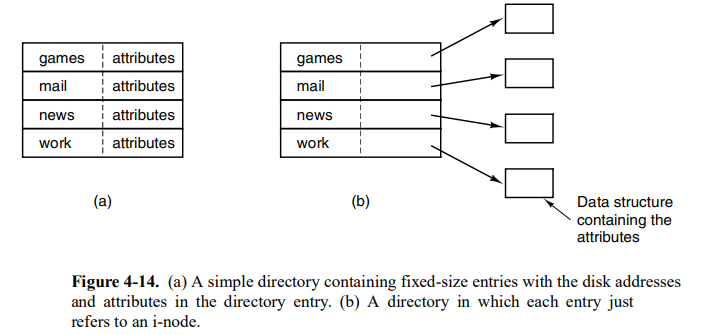 games attributes
mail attributes
news attributes
work attributes
(a)
games
mail
news
work
(b)
Data structure
containing the
attributes
Figure 4-14. (a) A simple directory containing fixed-size entries with the disk addresses
and attributes in the directory entry. (b) A directory in which each entry just
refers to an i-node.